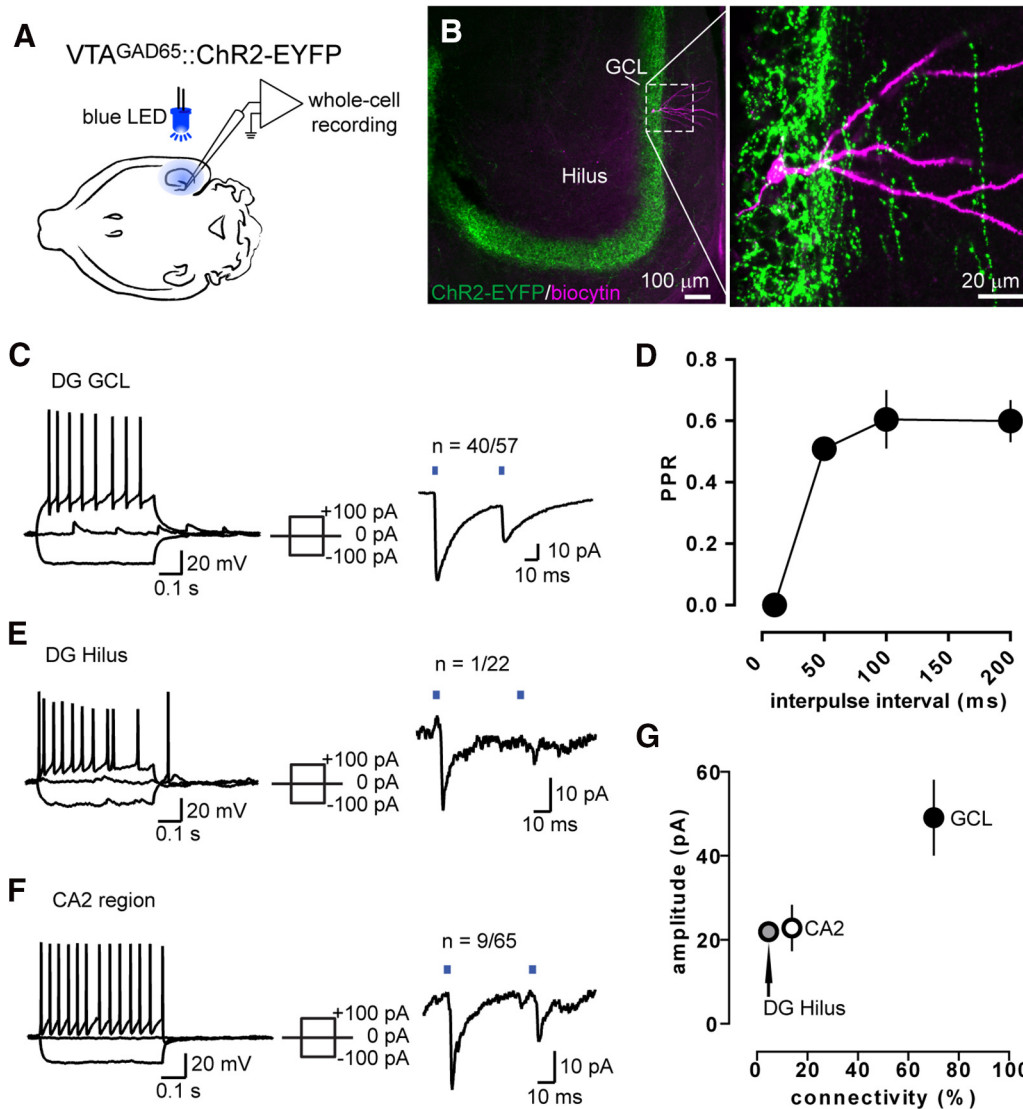 A
VTAGAD65::ChR2-EYFP
blue LED
whole-cell
recording
B
GCL
Hilus
ChR2-EYFP/biocytin
100 μm
20 μm
C
DG GCL
+100 pA
0 pA
-100 pA
20 mV
0.1 s
n = 40/57
10 pA
10 ms
D
PPR
0.8
0.6
0.4
0.2
0.0
0
50
100
150
200
interpulse interval (ms)
E
DG Hilus
+100 pA
0 pA
-100 pA
20 mV
0.1 s
n = 1/22
10 pA
10 ms
F
CA2 region
+100 pA
0 pA
-100 pA
20 mV
0.1 s
n = 9/65
10 pA
10 ms
G
amplitude (pA)
60
40
20
0
GCL
CA2
DG Hilus
0
20
40
60
80
100
connectivity (%)